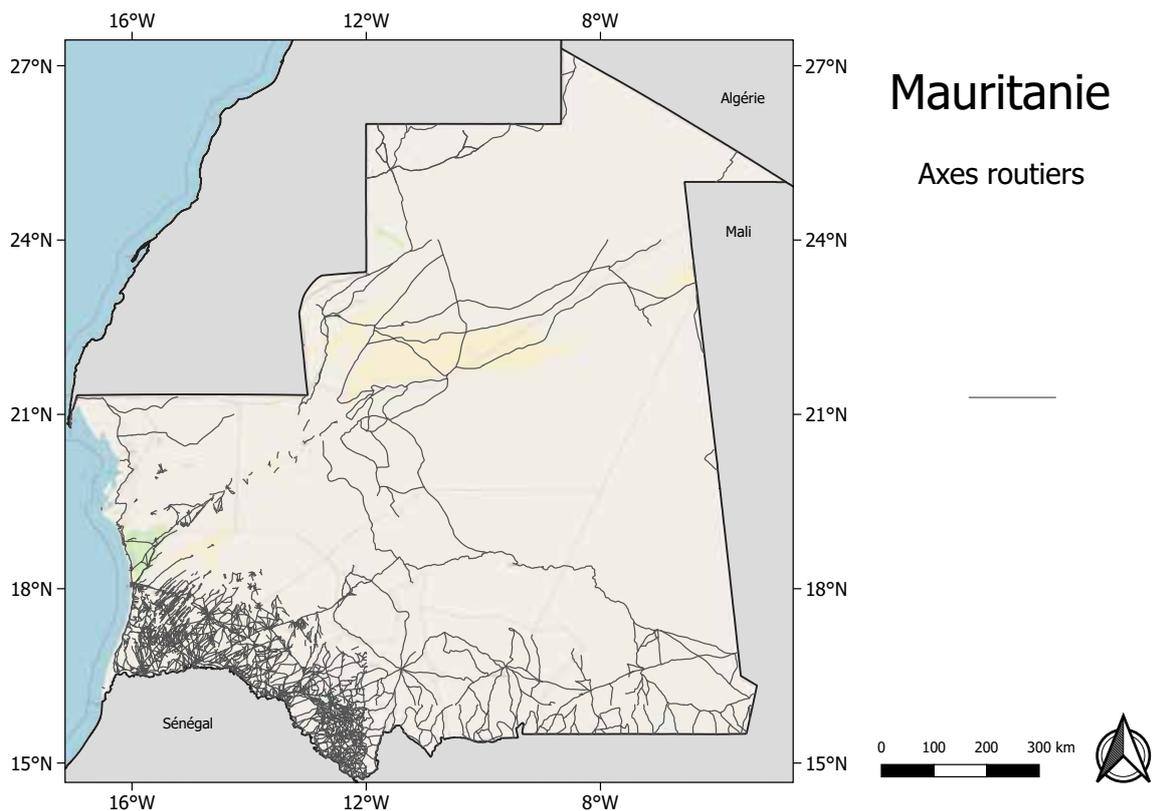 16°W 12°W 8°W
27°N 27°N
Algérie
Mauritanie
Axes routiers
Mali
24°N 24°N
21°N 21°N
18°N 18°N
Sénégal
0 100 200 300 km
15°N 15°N
16°W 12°W 8°W